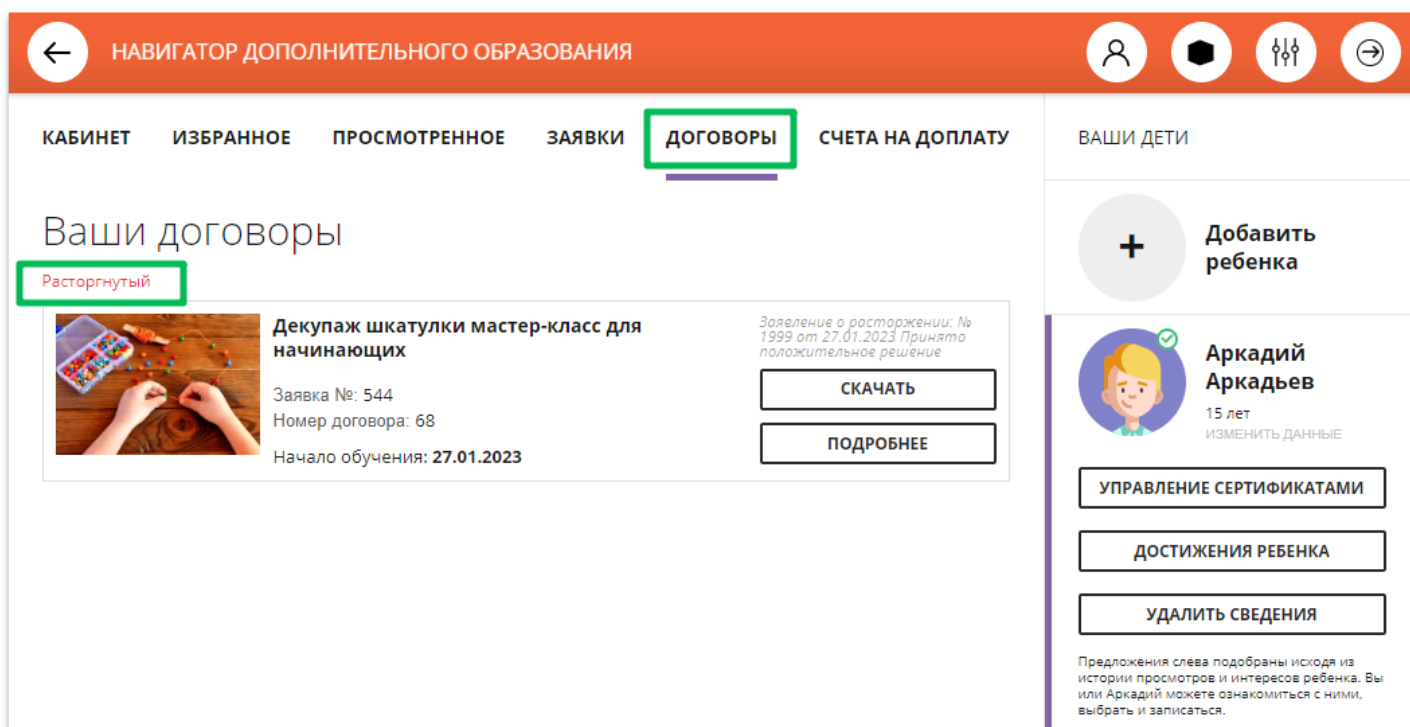 НАВИГАТОР ДОПОЛНИТЕЛЬНОГО ОБРАЗОВАНИЯ
КАБИНЕТ ИЗБРАННОЕ ПРОСМОТРЕННОЕ ЗАЯВКИ ДОГОВОРЫ СЧЕТА НА ДОПЛАТУ
Ваши договоры
Расторгнутый
Декупаж шкатулки мастер-класс для
начинающих
Заявка №: 544
Номер договора: 68
Начало обучения: 27.01.2023
Заявление о расторжении: №
1999 от 27.01.2023 Принято
положительное решение
СКАЧАТЬ
ПОДРОБНЕЕ
ВАШИ ДЕТИ
+
Добавить
ребенка
Аркадий
Аркадьев
15 лет
ИЗМЕНИТЬ ДАННЫЕ
УПРАВЛЕНИЕ СЕРТИФИКАТАМИ
ДОСТИЖЕНИЯ РЕБЕНКА
УДАЛИТЬ СВЕДЕНИЯ
Предложения слева подобраны исходя из
истории просмотров и интересов ребенка. Вы
или Аркадий можете ознакомиться с ними,
выбрать и записаться.